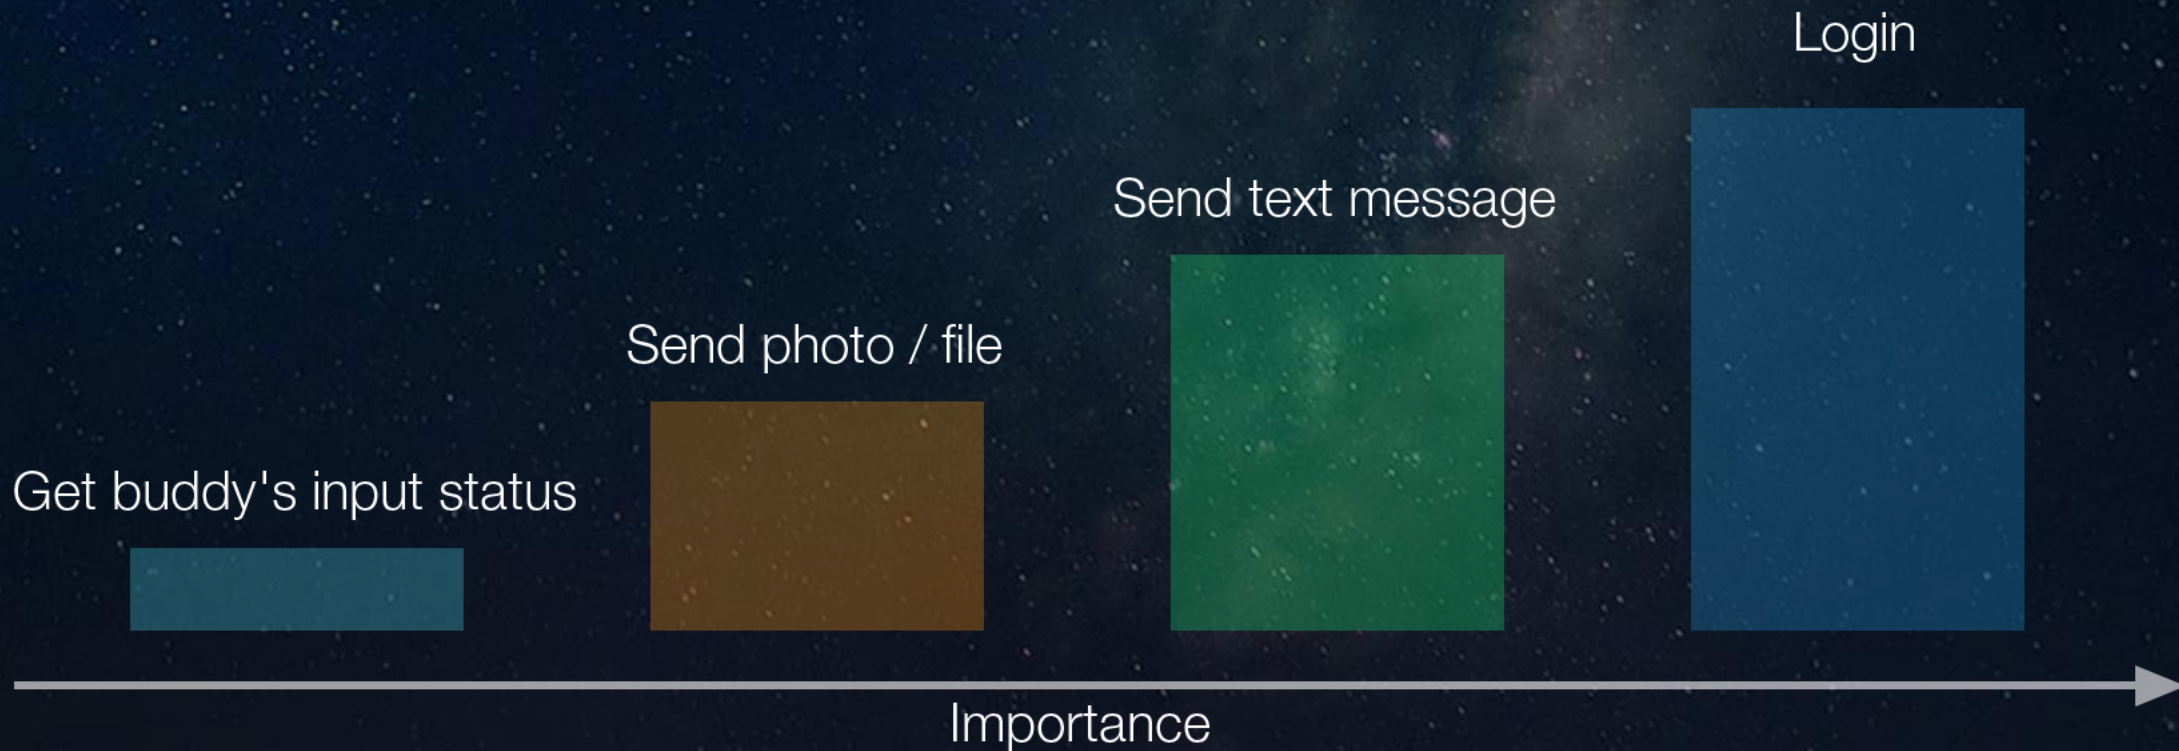 Login
Send text message
Send photo / file
Get buddy's input status
Importance